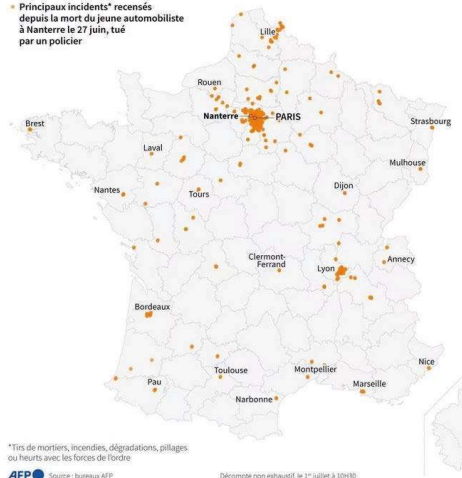 • Principaux incidents* recensés
depuis la mort du jeune automobiliste
à Nanterre le 27 juin, tué
par un policier
Lille
Rouen
Nanterre
PARIS
Brest
Strasbourg
Laval
Mulhouse
Nantes
Tours
Dijon
Clermont-
Ferrand
Lyon
Annecy
Bordeaux
Nice
Toulouse
Montpellier
Pau
Marseille
Narbonne
*Tirs de mortiers, incendies, dégradations, pillages
ou heurts avec les forces de l'ordre
AFP Source : bureaux AFP
Décompte non exhaustif, le 1er juillet à 10H30